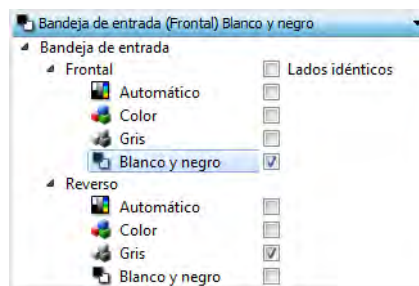 Bandeja de entrada (Frontal) Blanco y negro
Bandeja de entrada
Frontal Lados idénticos
Automático
Color
Gris
Blanco y negro
Reverso
Automático
Color
Gris
Blanco y negro